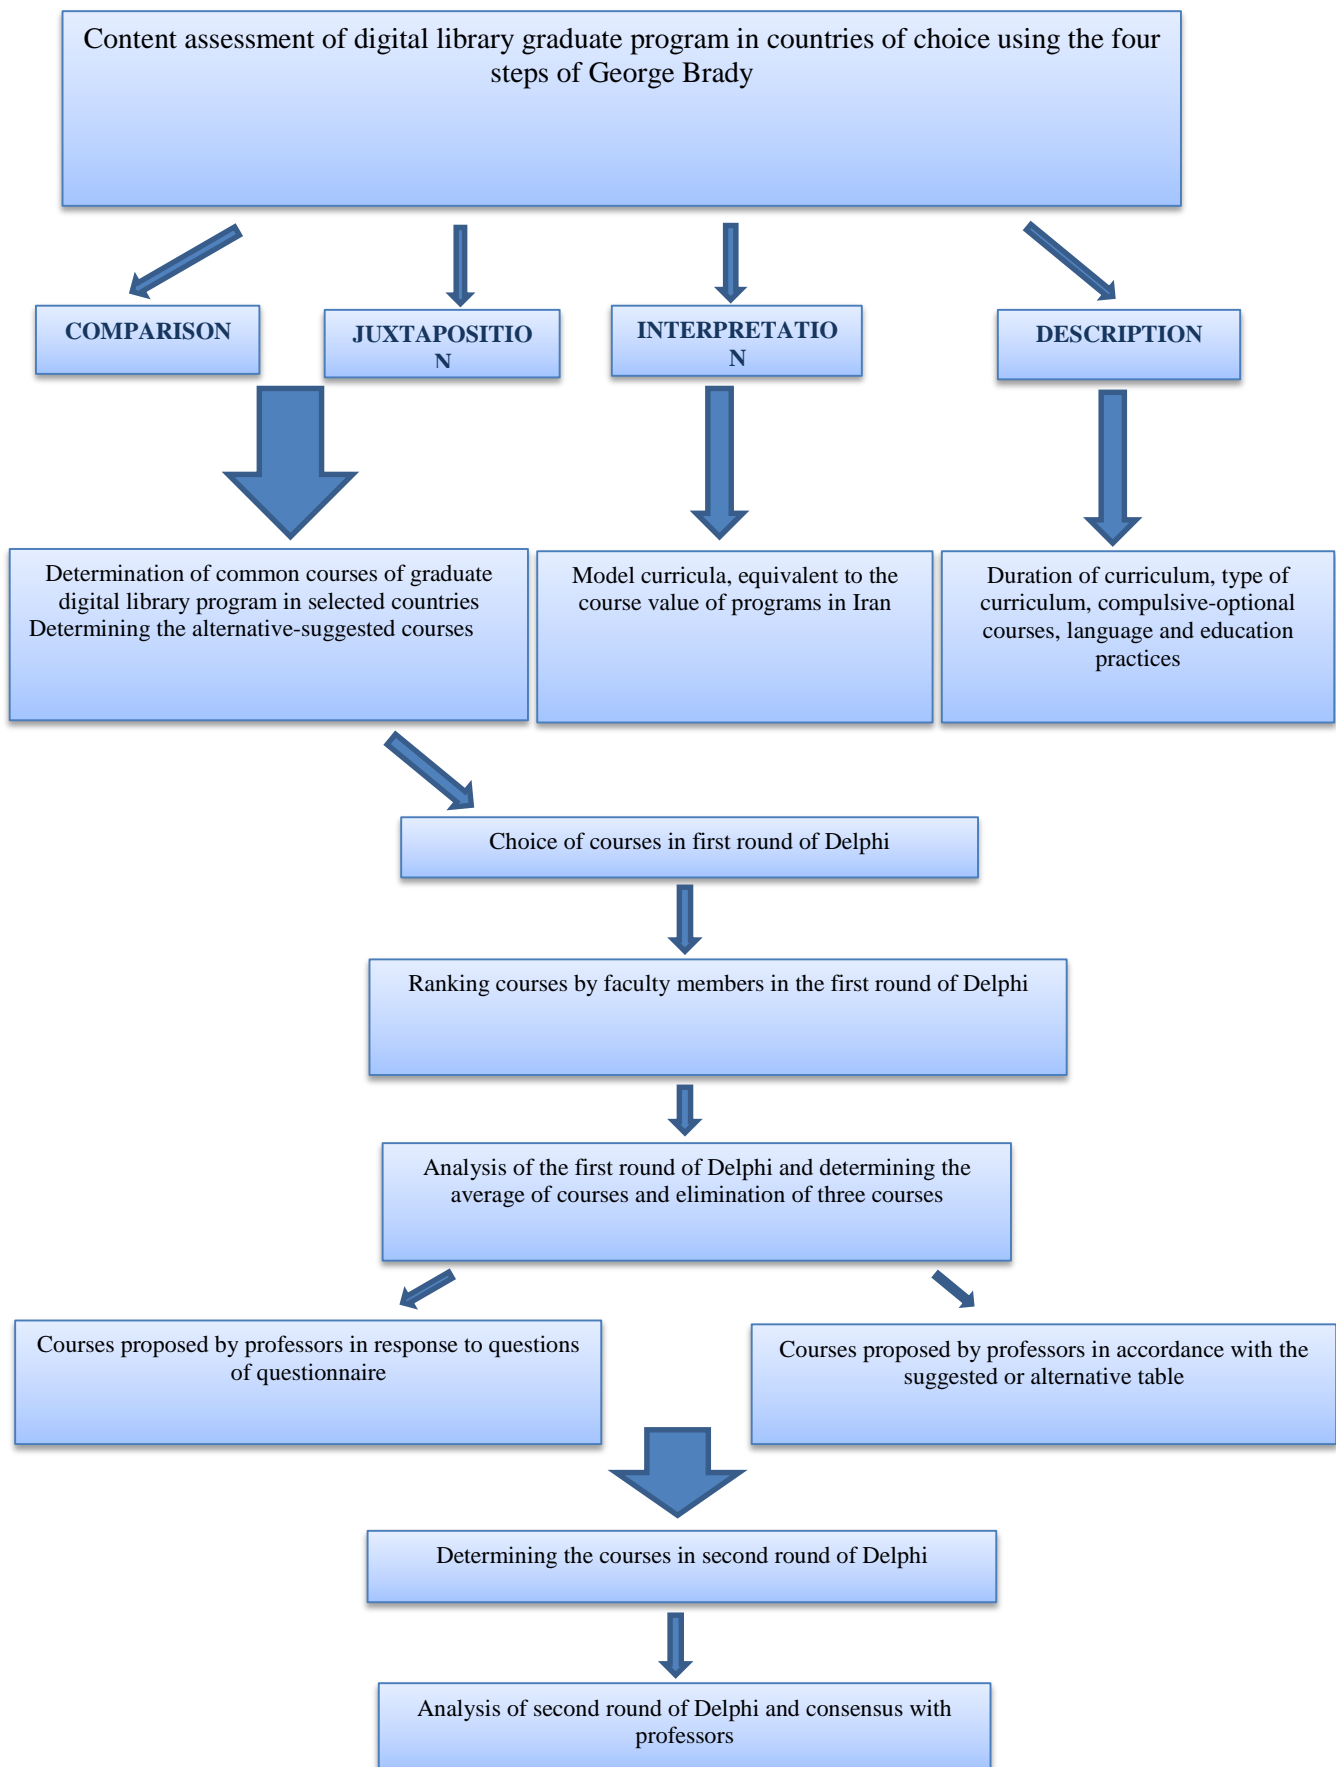 Content assessment of digital library graduate program in countries of choice using the four
steps of George Brady
COMPARISON
JUXTAPOSITIO
N
INTERPRETATIO
N
DESCRIPTION
Determination of common courses of graduate
digital library program in selected countries
Determining the alternative-suggested courses
Model curricula, equivalent to the
course value of programs in Iran
Duration of curriculum, type of
curriculum, compulsive-optional
courses, language and education
practices
Choice of courses in first round of Delphi
Ranking courses by faculty members in the first round of Delphi
Analysis of the first round of Delphi and determining the
average of courses and elimination of three courses
Courses proposed by professors in response to questions
of questionnaire
Courses proposed by professors in accordance with the
suggested or alternative table
Determining the courses in second round of Delphi
Analysis of second round of Delphi and consensus with
professors